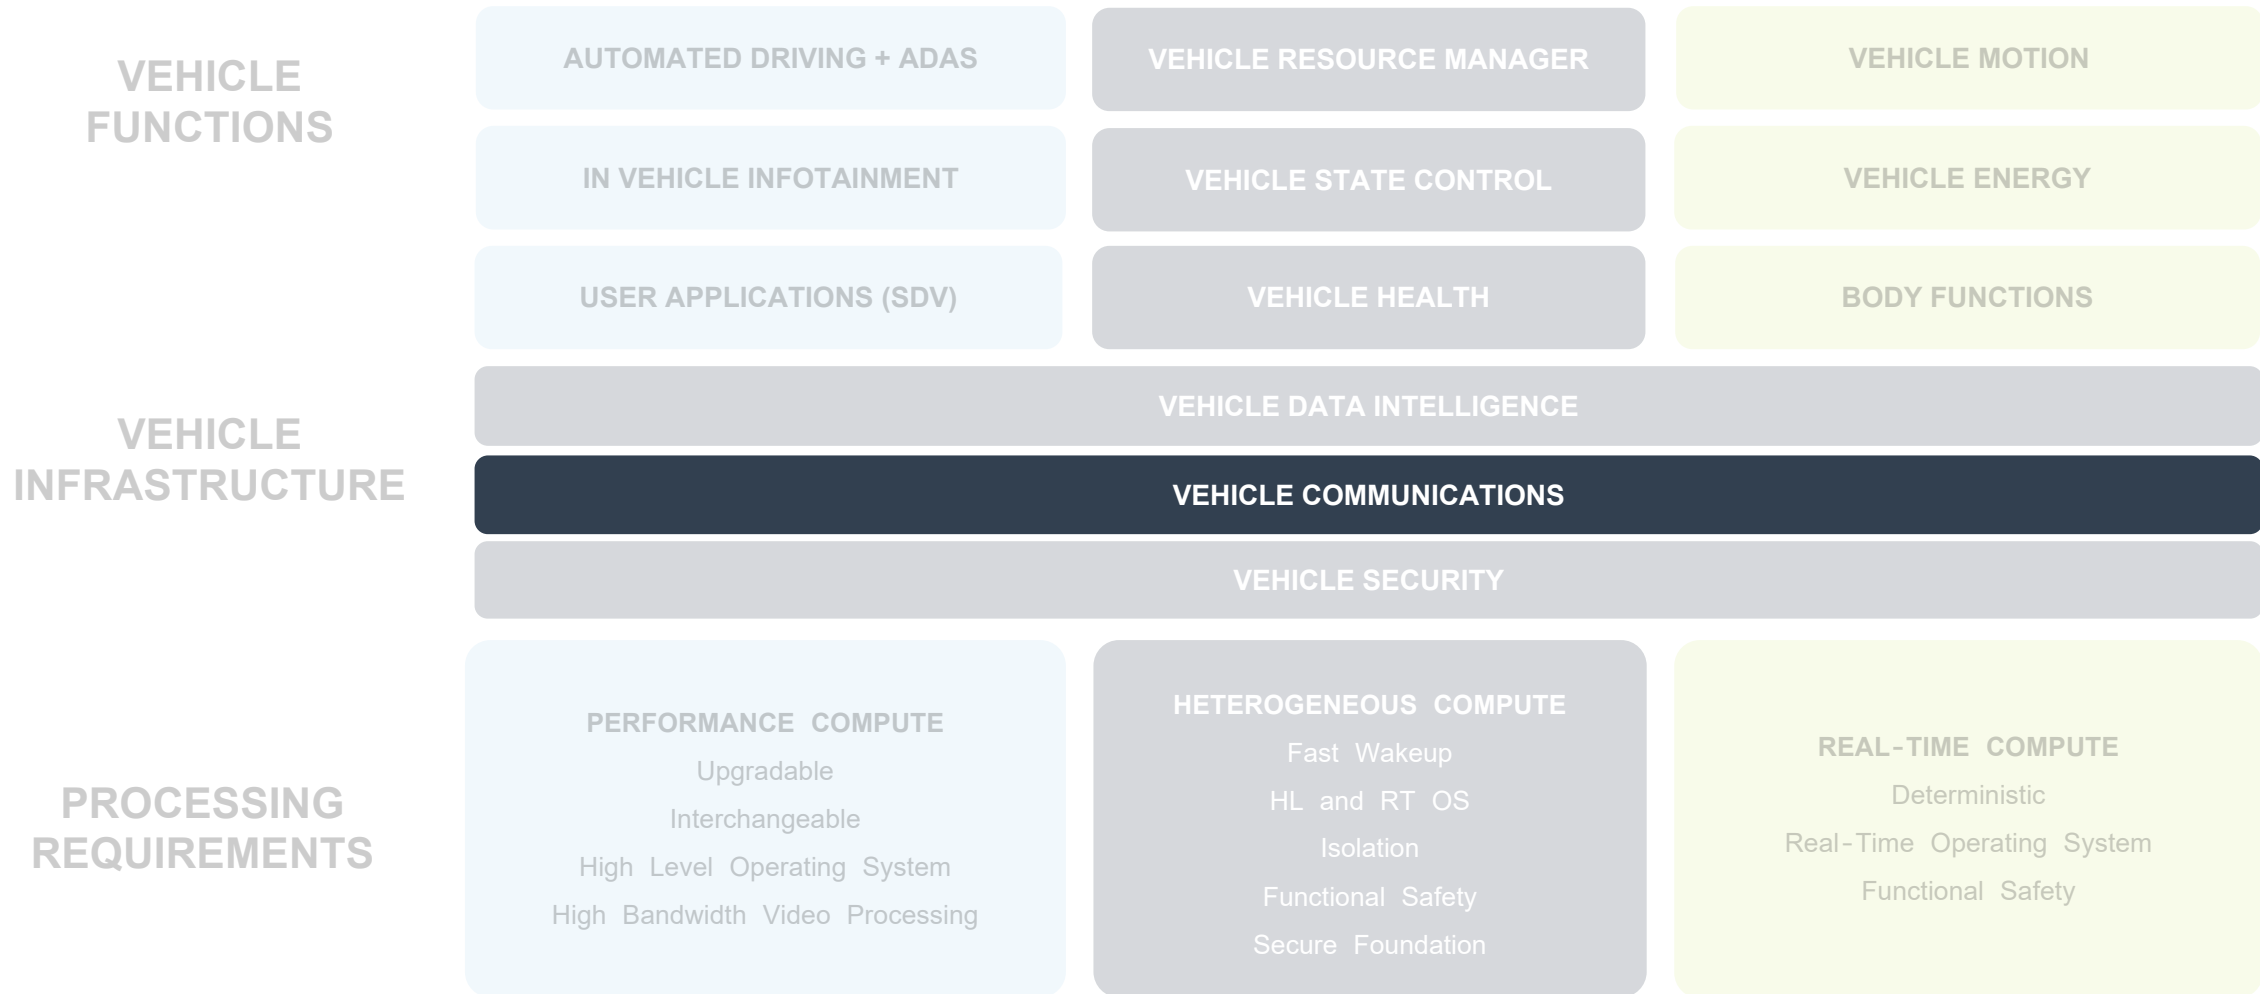 VEHICLE
FUNCTIONS
AUTOMATED DRIVING + ADAS
VEHICLE RESOURCE MANAGER
VEHICLE MOTION
IN VEHICLE INFOTAINMENT
VEHICLE STATE CONTROL
VEHICLE ENERGY
USER APPLICATIONS (SDV)
VEHICLE HEALTH
BODY FUNCTIONS
VEHICLE
INFRASTRUCTURE
VEHICLE DATA INTELLIGENCE
VEHICLE COMMUNICATIONS
VEHICLE SECURITY
PROCESSING
REQUIREMENTS
PERFORMANCE COMPUTE
Upgradable
Interchangeable
High Level Operating System
High Bandwidth Video Processing
HETEROGENEOUS COMPUTE
Fast Wakeup
HL and RT OS
Isolation
Functional Safety
Secure Foundation
REAL-TIME COMPUTE
Deterministic
Real-Time Operating System
Functional Safety